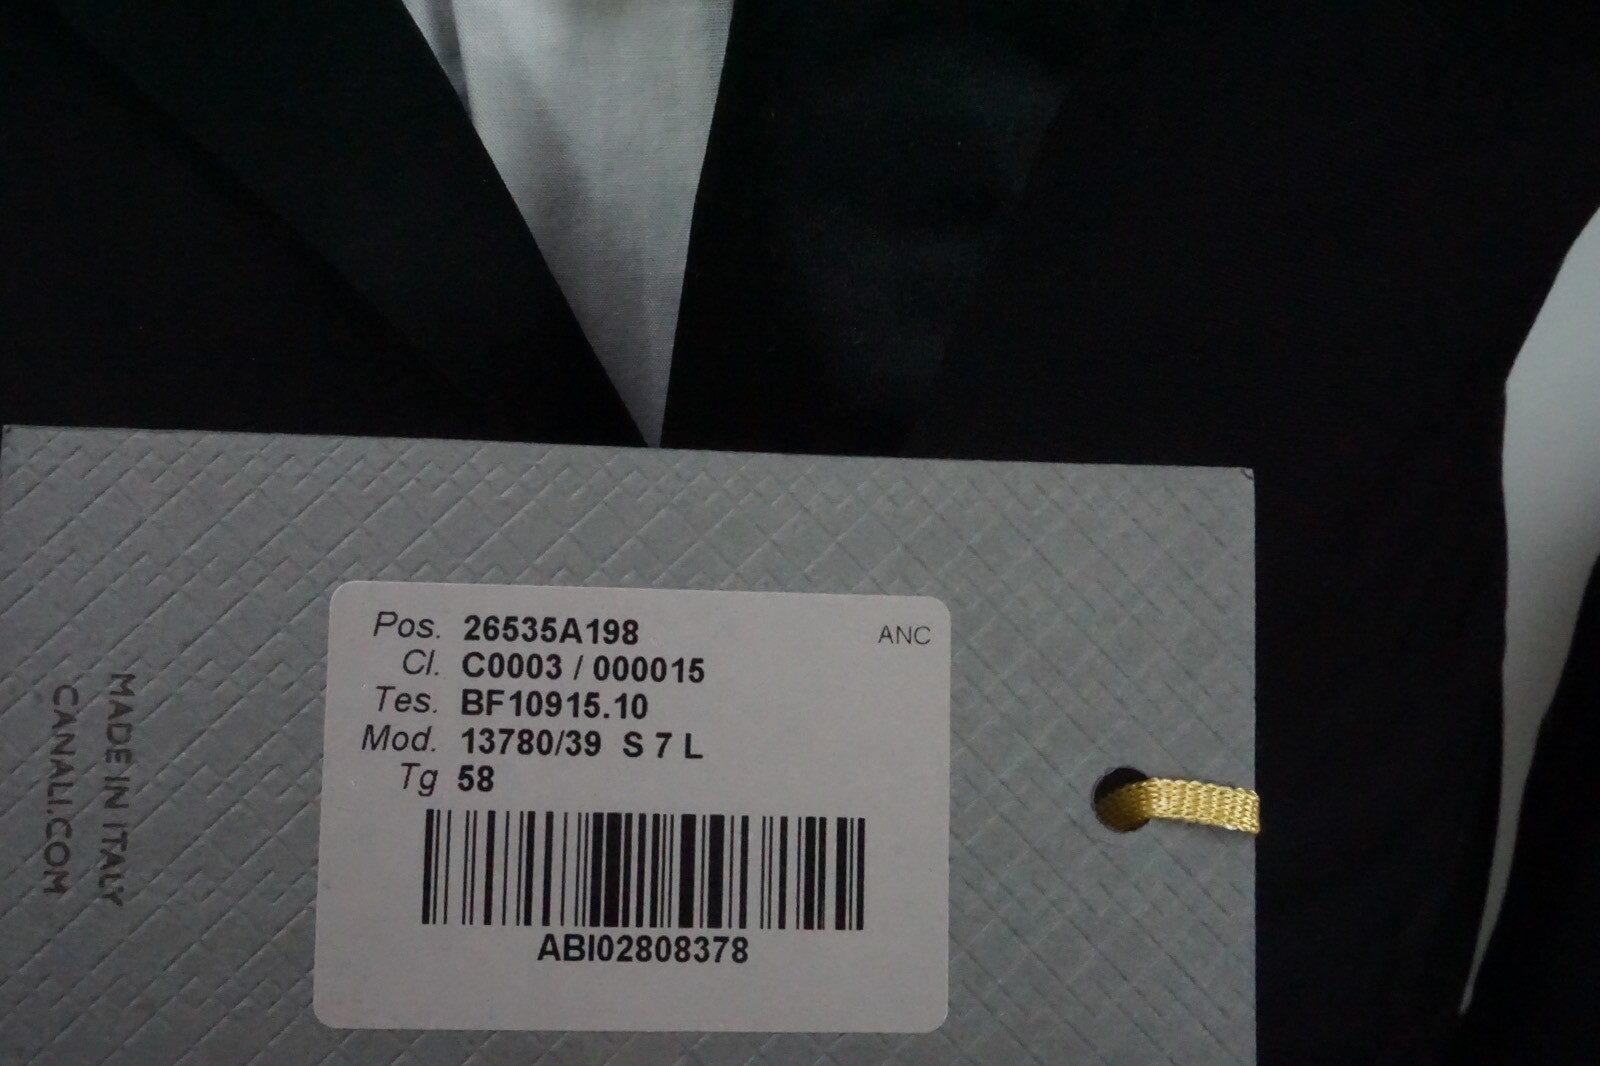 Pos. 26535A198
ANC
Cl. C0003 / 000015
Tes. BF10915.10
Mod. 13780/39 S 7 L
Tg 58
ABI02808378
MADE IN ITALY
CANALI.COM